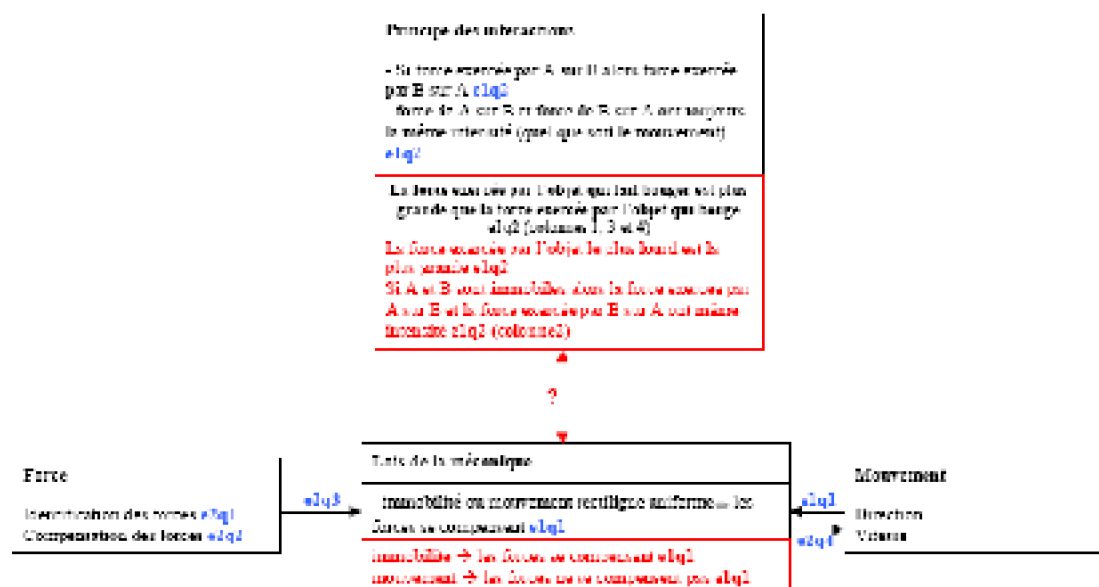 Principe des interactions
- Si force exercée par A sur B alors force exercée
par B sur A e1q2
force de A sur B et force de B sur A ont toujours
la même intensité (quel que soit le mouvement)
e1q2
La force exercée par l'objet qui fait bouger est plus
grande que la force exercée par l'objet qui bouge
e1q2 (colonnes 1, 3 et 4)
La force exercée par l'objet le plus lourd est la
plus grande e1q2
Si A et B sont immobiles alors la force exercée par
A sur B et la force exercée par B sur A ont même
intensité e1q2 (colonne2)
?
Lois de la mécanique
immobilité ou mouvement rectiligne uniforme les
forces se compensent e1q1
immobilité → les forces se compensent e1q1
mouvement → les forces ne se compensent pas e1q1
Force
Identification des forces e2q1
Compensation des forces e2q2
e1q3
Mouvement
Direction
Vitesse
e1q1
e2q4